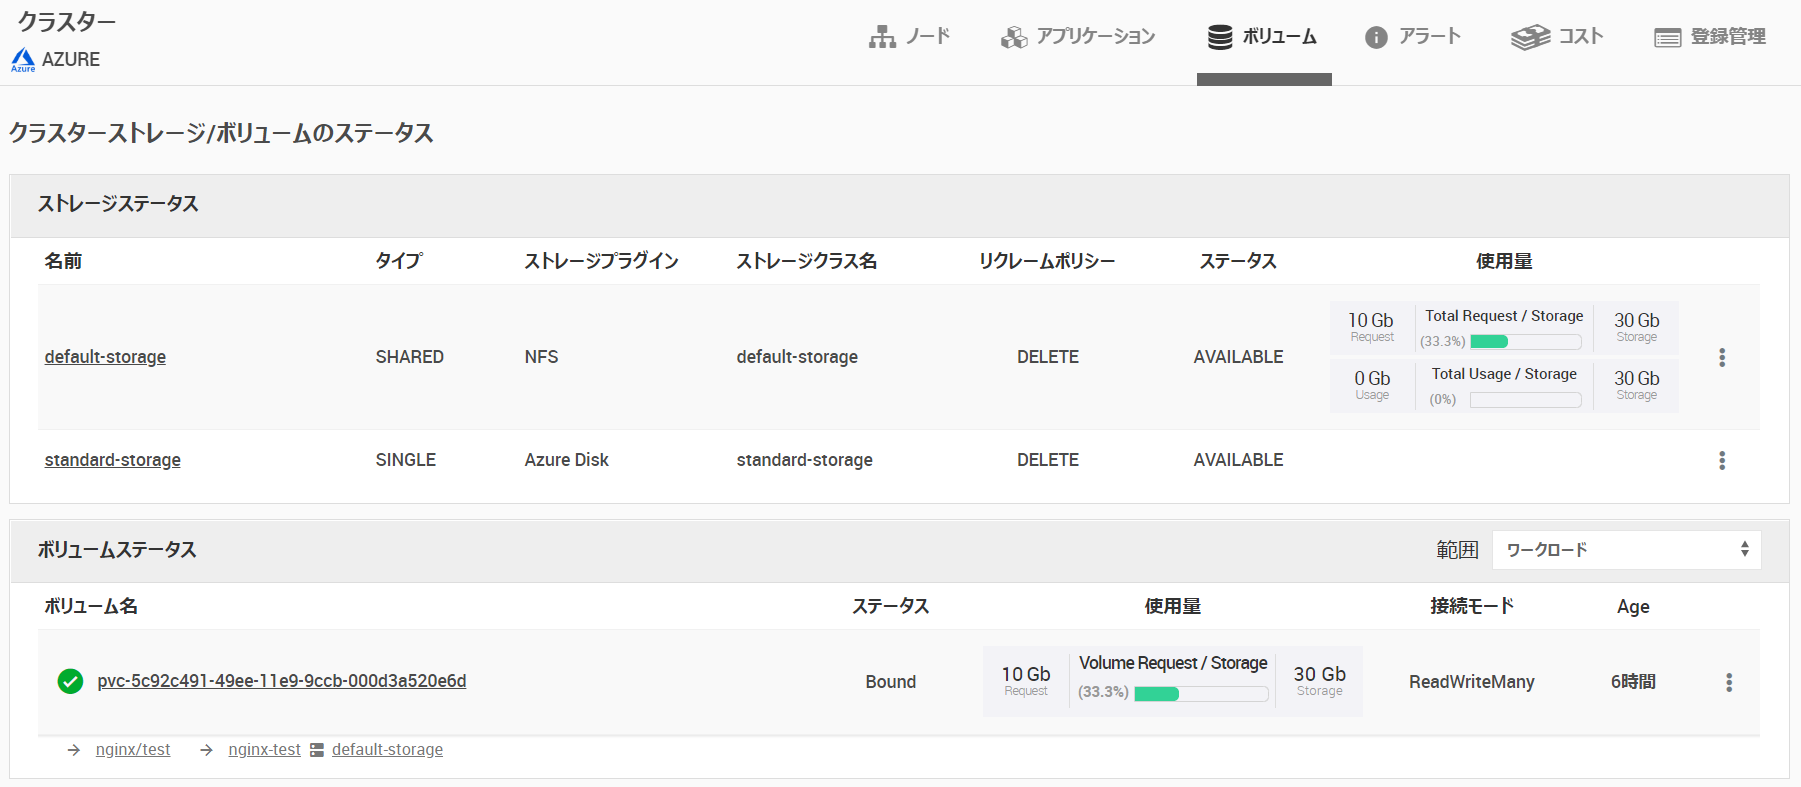 クラスター
Azure AZURE
ノード アプリケーション ボリューム アラート コスト 登録管理
クラスターストレージ/ボリュームのステータス
ストレージステータス
名前 タイプ ストレージプラグイン ストレージクラス名 リクレームポリシー ステータス 使用量
default-storage SHARED NFS default-storage DELETE AVAILABLE
10 Gb Request Total Request / Storage (33.3%) 30 Gb Storage
0 Gb Usage Total Usage / Storage (0%) 30 Gb Storage
standard-storage SINGLE Azure Disk standard-storage DELETE AVAILABLE
ボリュームステータス 範囲 ワークロード
ボリューム名 ステータス 使用量 接続モード Age
pvc-5c92c491-49ee-11e9-9ccb-000d3a520e6d Bound 10 Gb Request Volume Request / Storage (33.3%) 30 Gb Storage ReadWriteMany 6時間
nginx/test nginx-test default-storage